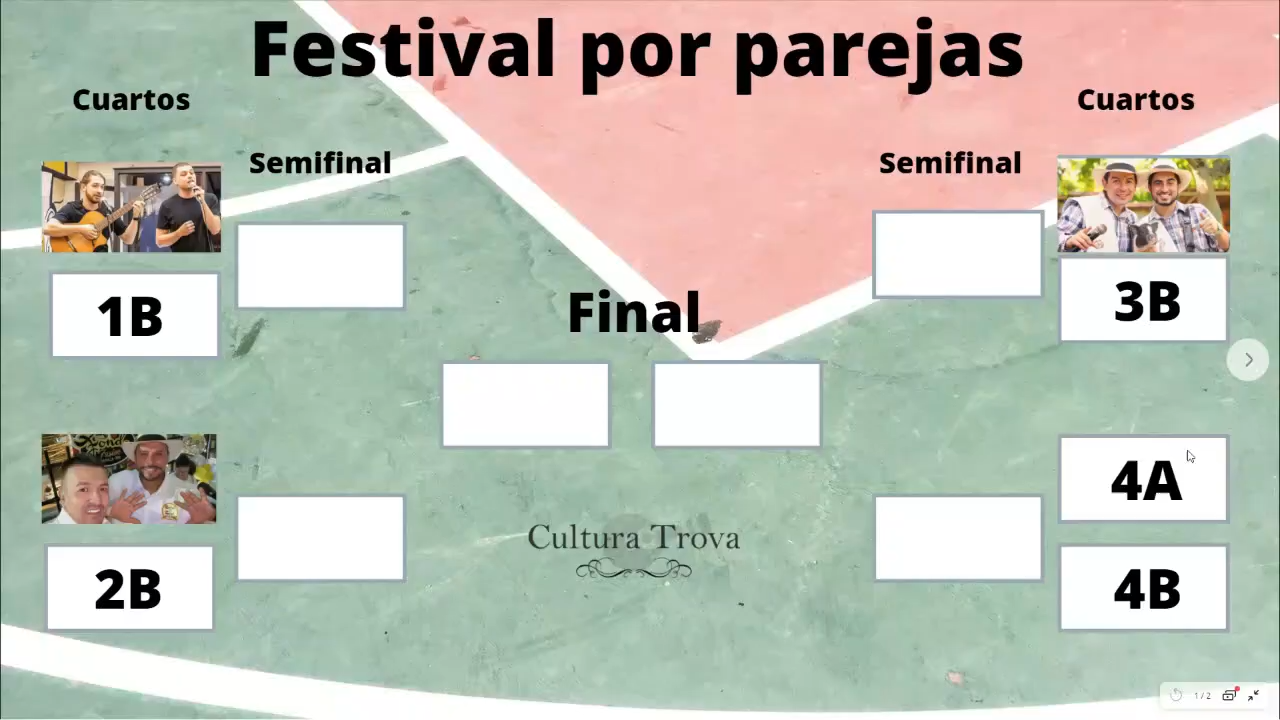 Festival por parejas
Cuartos
Cuartos
Semifinal
Semifinal
1B
3B
Final
4A
2B
4B
Cultura Trova
1/2